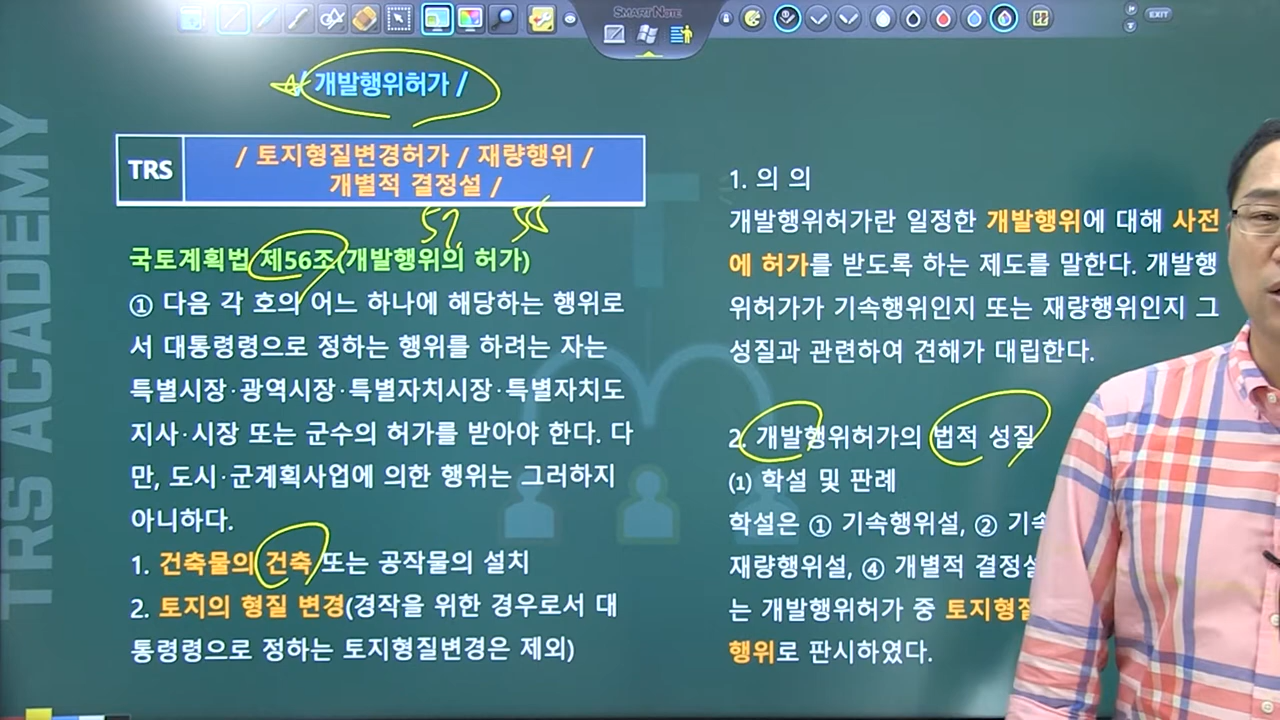 SMARTNOTE
EXIT
/ 개발행위허가 /
TRS
/ 토지형질변경허가 / 재량행위 /
개별적 결정설 /
57, 58
국토계획법 제56조(개발행위의 허가)
① 다음 각 호의 어느 하나에 해당하는 행위로
서 대통령령으로 정하는 행위를 하려는 자는
특별시장·광역시장·특별자치시장·특별자치도
지사·시장 또는 군수의 허가를 받아야 한다. 다
만, 도시·군계획사업에 의한 행위는 그러하지
아니하다.
1. 건축물의 건축 또는 공작물의 설치
2. 토지의 형질 변경(경작을 위한 경우로서 대
통령령으로 정하는 토지형질변경은 제외)
1. 의 의
개발행위허가란 일정한 개발행위에 대해 사전
에 허가를 받도록 하는 제도를 말한다. 개발행
위허가가 기속행위인지 또는 재량행위인지 그
성질과 관련하여 견해가 대립한다.
2. 개발행위허가의 법적 성질
(1) 학설 및 판례
학설은 ① 기속행위설, ② 기속
재량행위설, ④ 개별적 결정설
는 개발행위허가 중 토지형질
행위로 판시하였다.
TRS ACADEMY